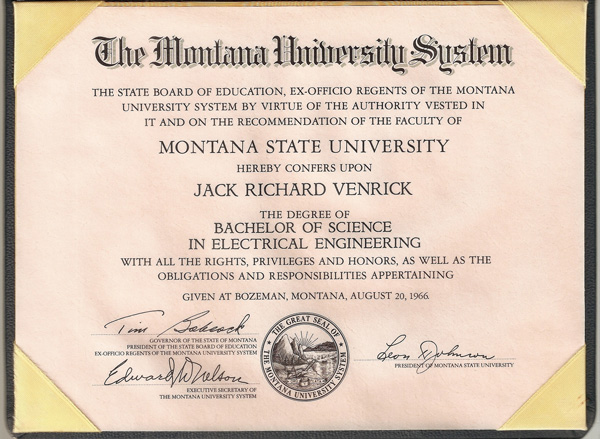 The Montana University System
THE STATE BOARD OF EDUCATION, EX-OFFICIO REGENTS OF THE MONTANA
UNIVERSITY SYSTEM BY VIRTUE OF THE AUTHORITY VESTED IN
IT AND ON THE RECOMMENDATION OF THE FACULTY OF
MONTANA STATE UNIVERSITY
HEREBY CONFERS UPON
JACK RICHARD VENRICK
THE DEGREE OF
BACHELOR OF SCIENCE
IN ELECTRICAL ENGINEERING
WITH ALL THE RIGHTS, PRIVILEGES AND HONORS, AS WELL AS THE
OBLIGATIONS AND RESPONSIBILITIES APPERTAINING
GIVEN AT BOZEMAN, MONTANA, AUGUST 20, 1966.
Tim Babcock
GOVERNOR OF THE STATE OF MONTANA
PRESIDENT OF THE STATE BOARD OF EDUCATION
EX-OFFICIO REGENTS OF THE MONTANA UNIVERSITY SYSTEM
Edward W. Nelson
EXECUTIVE SECRETARY OF
THE MONTANA UNIVERSITY SYSTEM
THE GREAT SEAL OF
THE MONTANA UNIVERSITY SYSTEM
Leon H Johnson
PRESIDENT OF MONTANA STATE UNIVERSITY